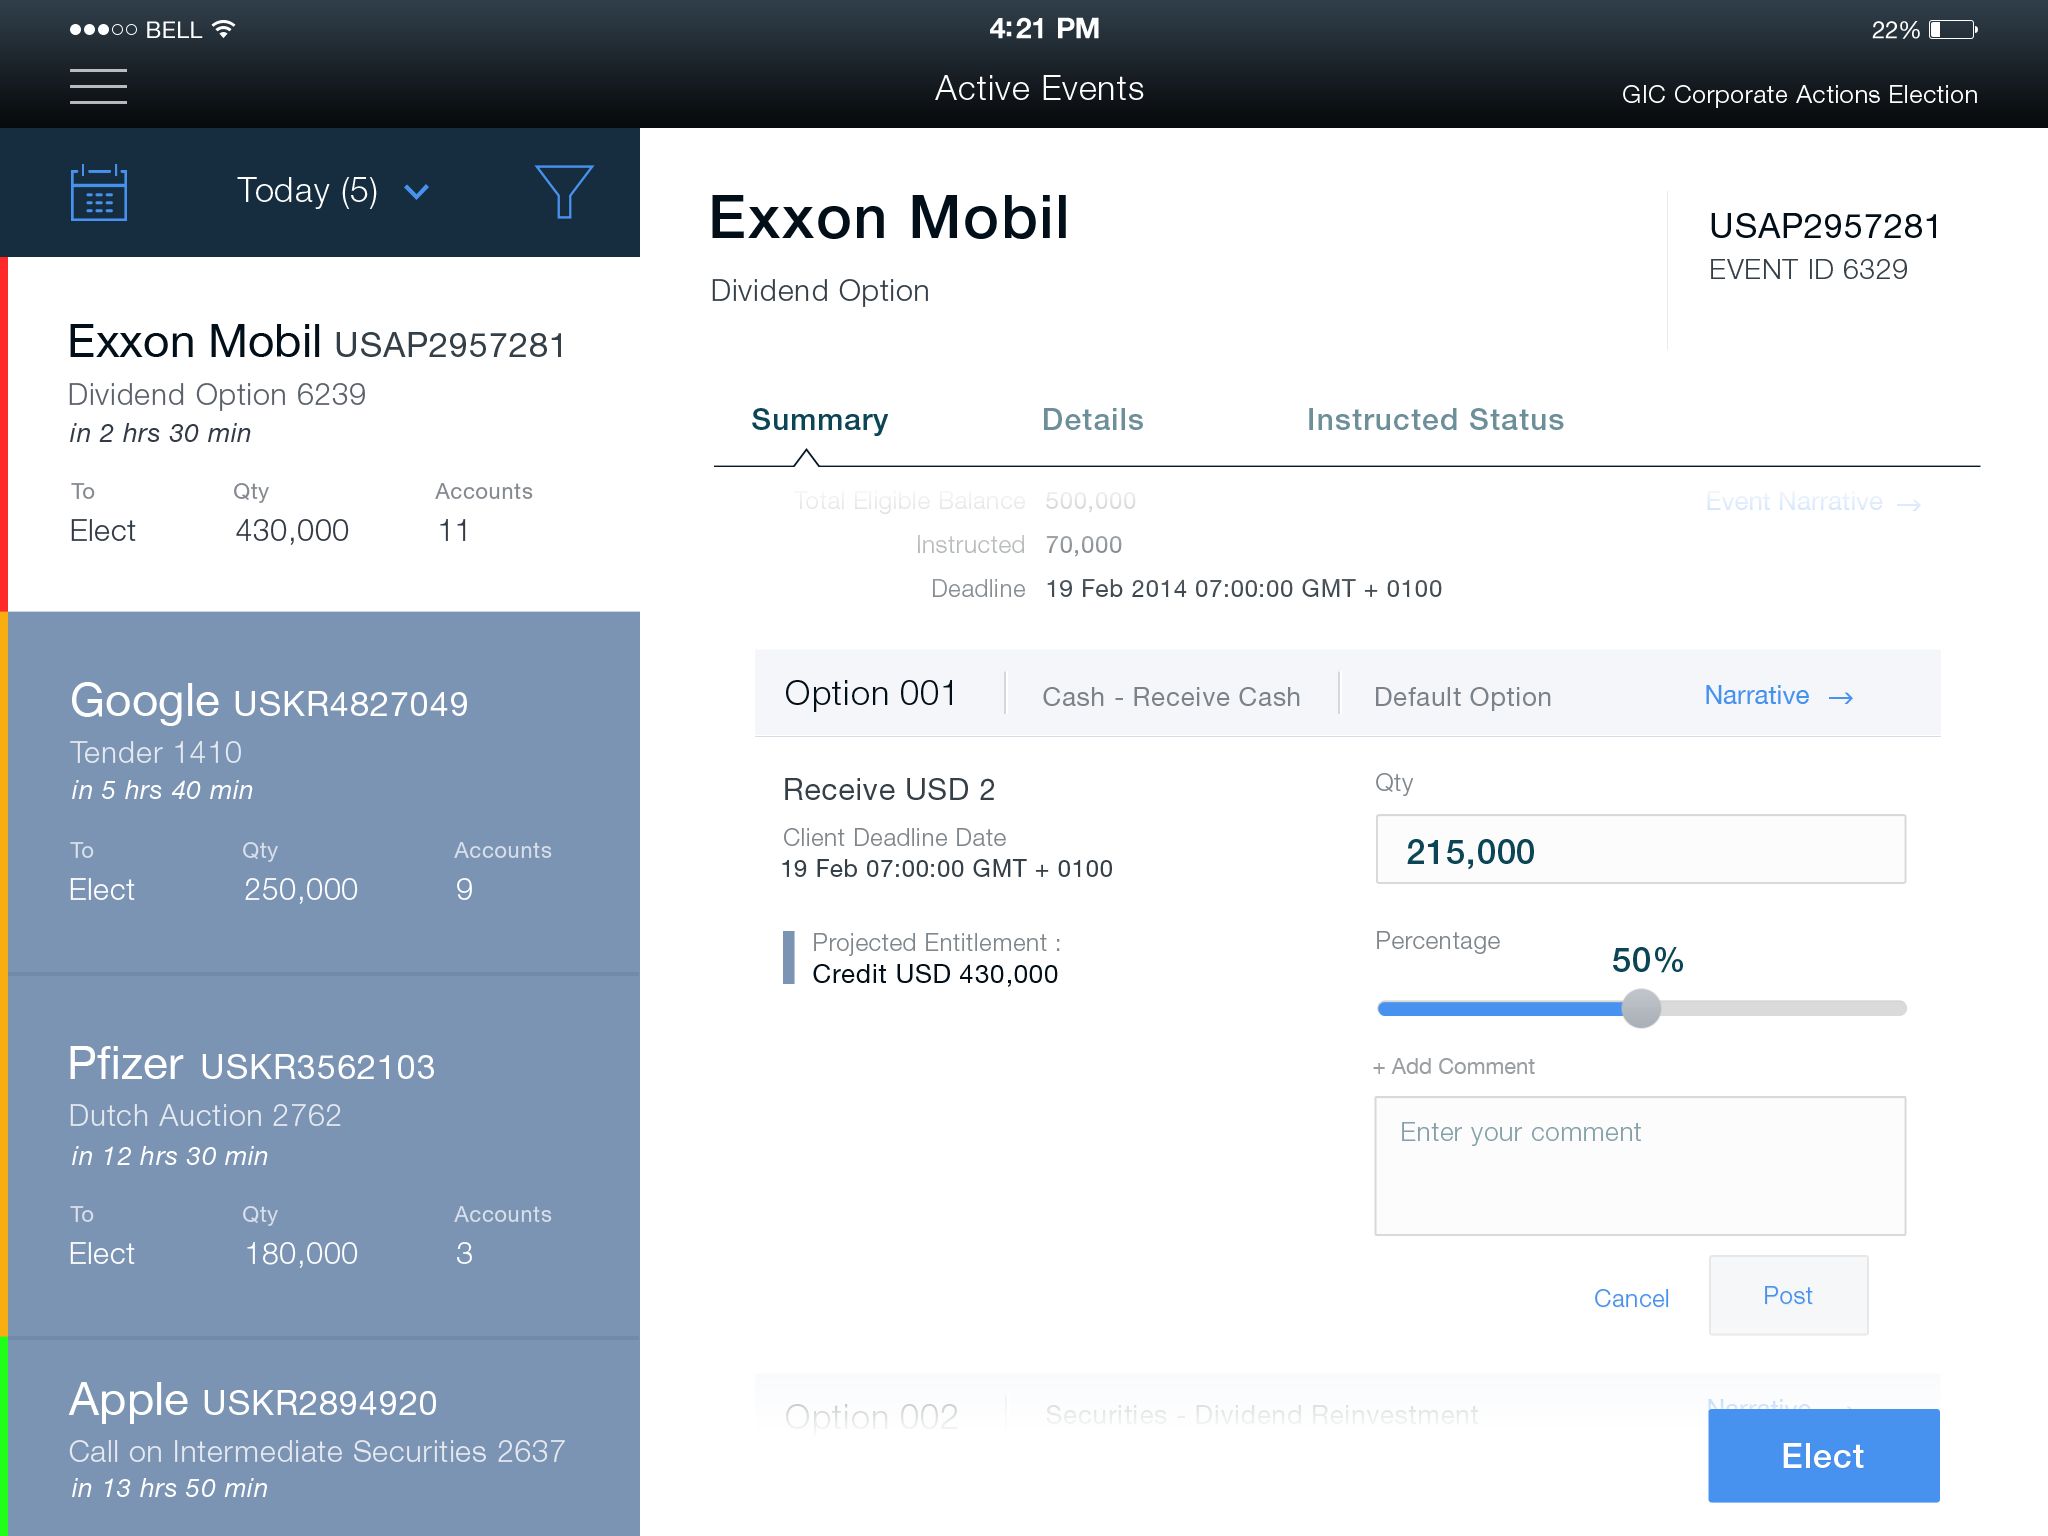 BELL
4:21 PM
22%
Active Events
GIC Corporate Actions Election
Today (5)
Exxon Mobil USAP2957281
Dividend Option 6239
in 2 hrs 30 min
To Qty Accounts
Elect 430,000 11
Google USKR4827049
Tender 1410
in 5 hrs 40 min
To Qty Accounts
Elect 250,000 9
Pfizer USKR3562103
Dutch Auction 2762
in 12 hrs 30 min
To Qty Accounts
Elect 180,000 3
Apple USKR2894920
Call on Intermediate Securities 2637
in 13 hrs 50 min
Exxon Mobil
Dividend Option
USAP2957281
EVENT ID 6329
Summary Details Instructed Status
Total Eligible Balance 500,000
Event Narrative →
Instructed 70,000
Deadline 19 Feb 2014 07:00:00 GMT + 0100
Option 001 Cash - Receive Cash Default Option Narrative →
Receive USD 2
Client Deadline Date
19 Feb 07:00:00 GMT + 0100
Projected Entitlement :
Credit USD 430,000
Qty
215,000
Percentage
50%
+ Add Comment
Enter your comment
Cancel
Post
Option 002 Securities - Dividend Reinvestment Narrative →
Elect